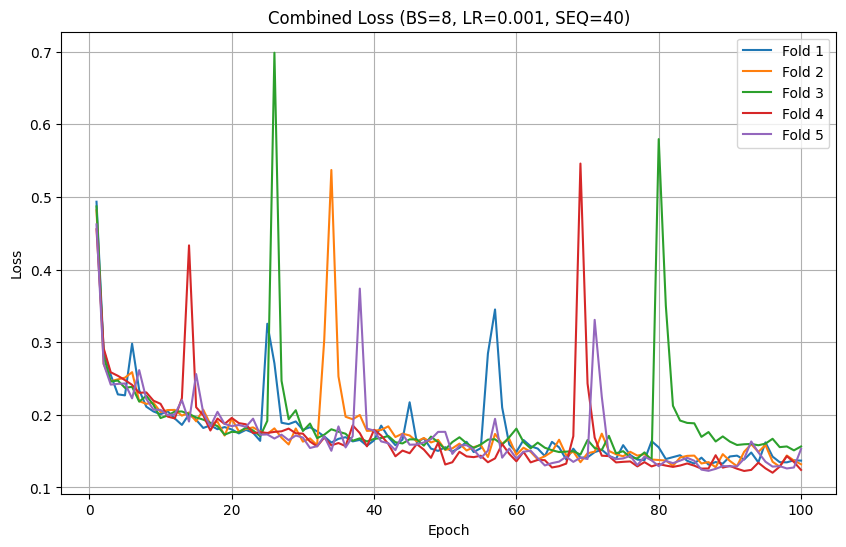 Combined Loss (BS=8, LR=0.001, SEQ=40)
Fold 1
Fold 2
Fold 3
Fold 4
Fold 5
Loss
0.7
0.6
0.5
0.4
0.3
0.2
0.1
0 20 40 60 80 100
Epoch